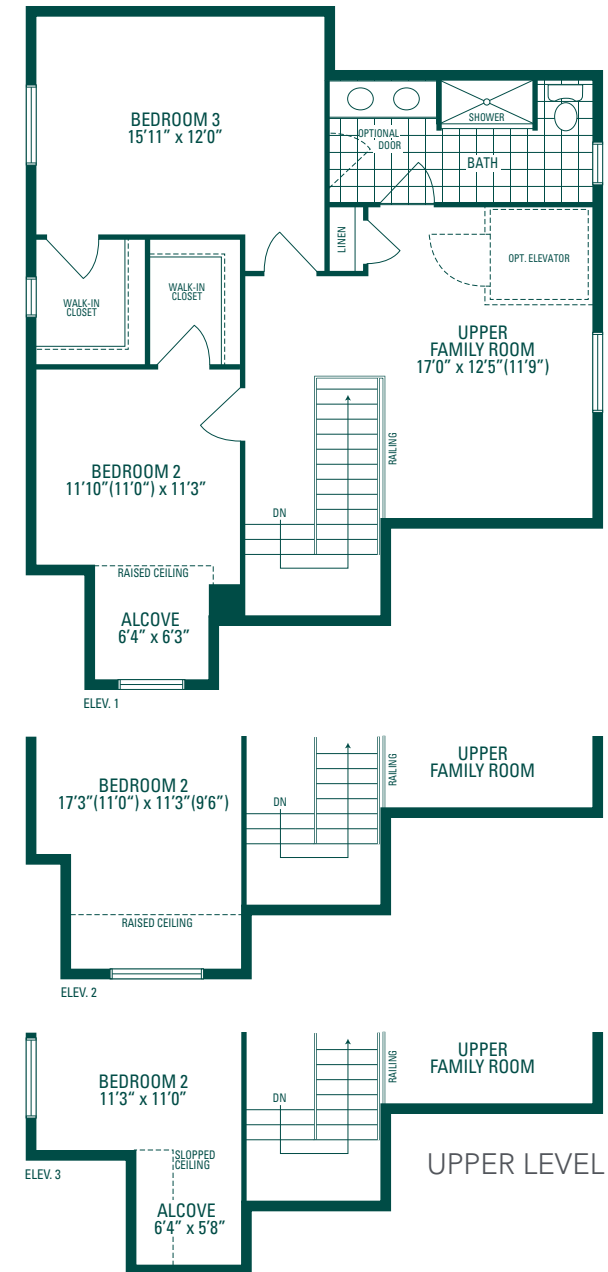 BEDROOM 3
15'11" x 12'0"
OPTIONAL
DOOR
SHOWER
BATH
LINEN
OPT. ELEVATOR
WALK-IN
CLOSET
WALK-IN
CLOSET
UPPER
FAMILY ROOM
17'0" x 12'5"(11'9")
RAILING
BEDROOM 2
11'10"(11'0") x 11'3"
DN
RAISED CEILING
ALCOVE
6'4" x 6'3"
ELEV. 1
BEDROOM 2
17'3"(11'0") x 11'3"(9'6")
DN
RAILING
UPPER
FAMILY ROOM
RAISED CEILING
ELEV. 2
BEDROOM 2
11'3" x 11'0"
DN
RAILING
UPPER
FAMILY ROOM
SLOPPED
CEILING
ELEV. 3
ALCOVE
6'4" x 5'8"
UPPER LEVEL